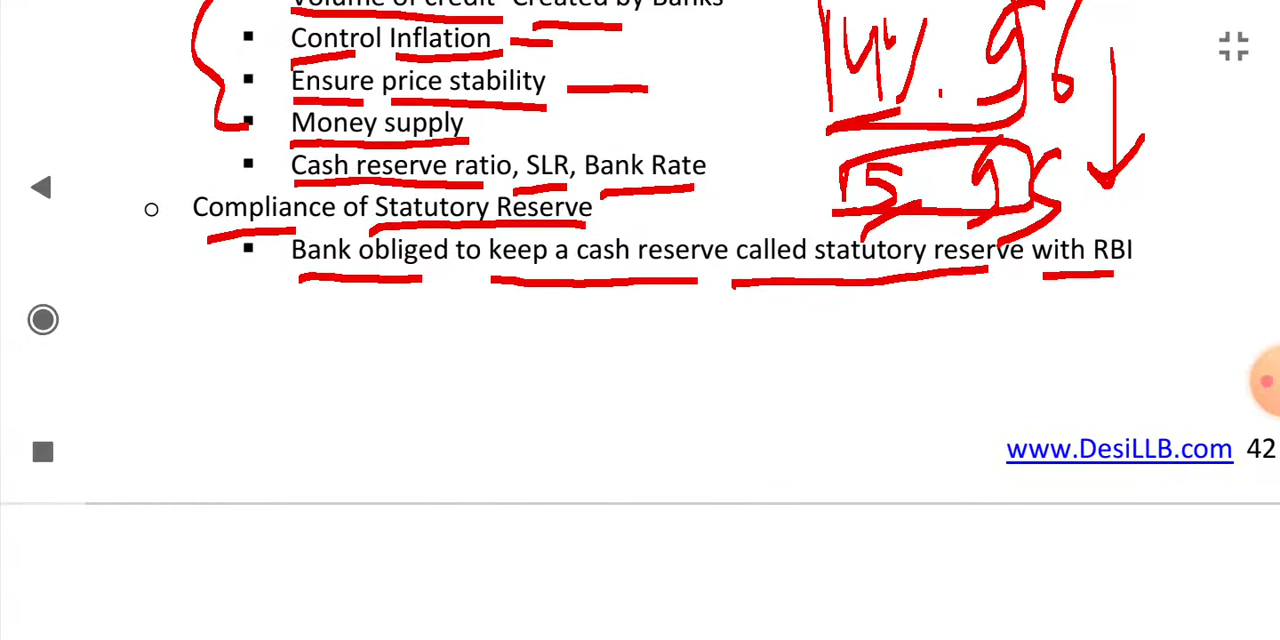 Volume of credit Created by Banks
▪ Control Inflation
▪ Ensure price stability
▪ Money supply
▪ Cash reserve ratio, SLR, Bank Rate
o Compliance of Statutory Reserve
▪ Bank obliged to keep a cash reserve called statutory reserve with RBI
www.DesiLLB.com 42